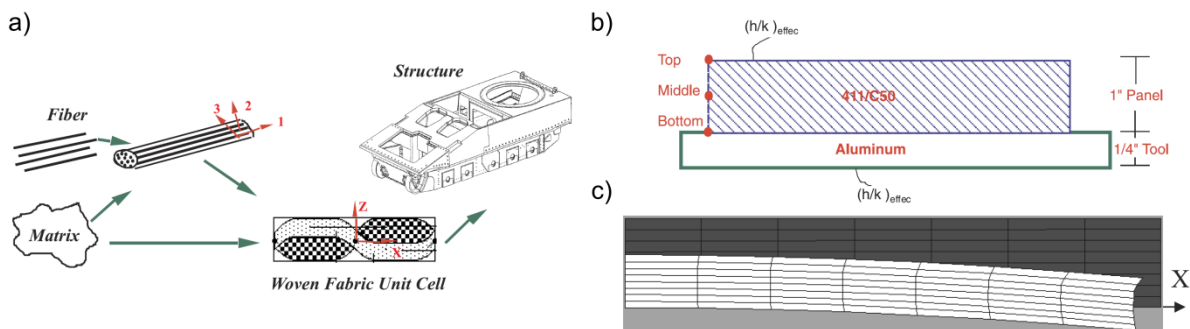 a)
Fiber
3
2
1
Structure
Matrix
Z
X
Woven Fabric Unit Cell
b)
(h/k )effec
Top
Middle
411/C50
1" Panel
Bottom
Aluminum
1/4" Tool
(h/k )effec
c)
X